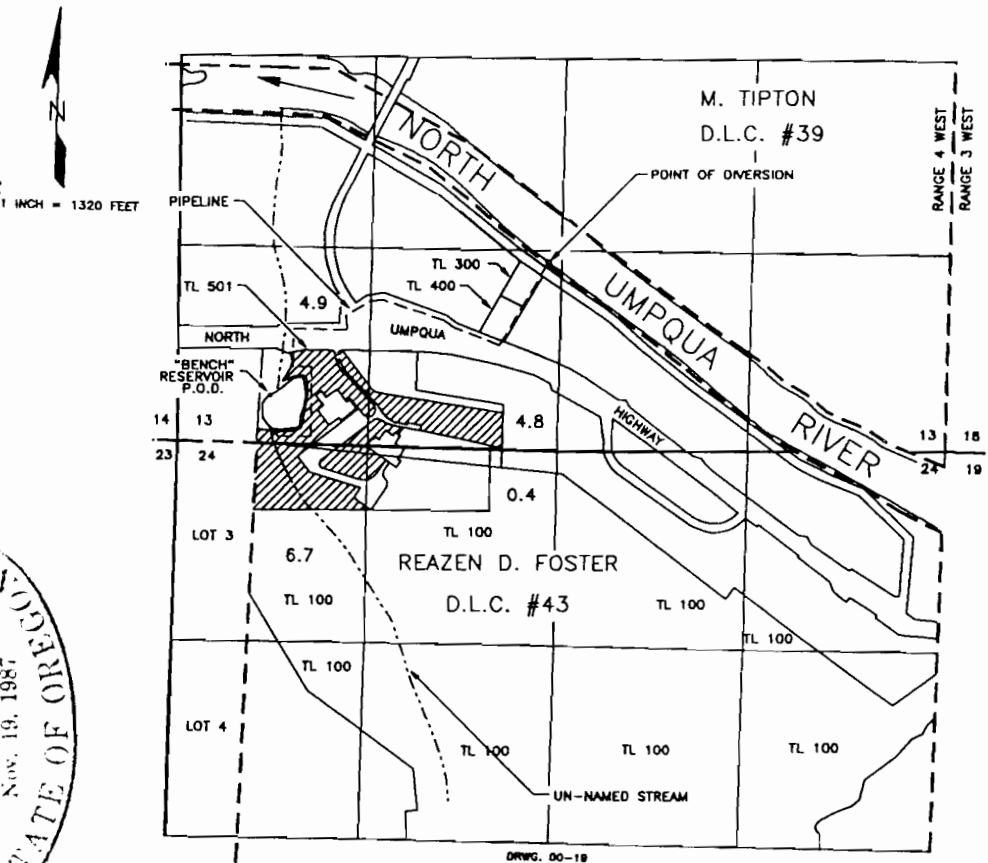 N
1 INCH = 1320 FEET
M. TIPTON
D.L.C. #39
NORTH
UMPQUA
RIVER
POINT OF DIVERSION
RANGE 4 WEST
RANGE 3 WEST
PIPELINE
TL 300
TL 400
TL 501
4.9
NORTH
UMPQUA
HIGHWAY
"BENCH"
RESERVOIR
P.O.D.
14 13
23 24
13 18
24 19
4.8
0.4
LOT 3
TL 100
6.7
REAZEN D. FOSTER
D.L.C. #43
TL 100
TL 100
TL 100
TL 100
LOT 4
TL 100
TL 100
TL 100
UN-NAMED STREAM
Nov. 19, 1987
STATE OF OREGON
DRWG. 00-19